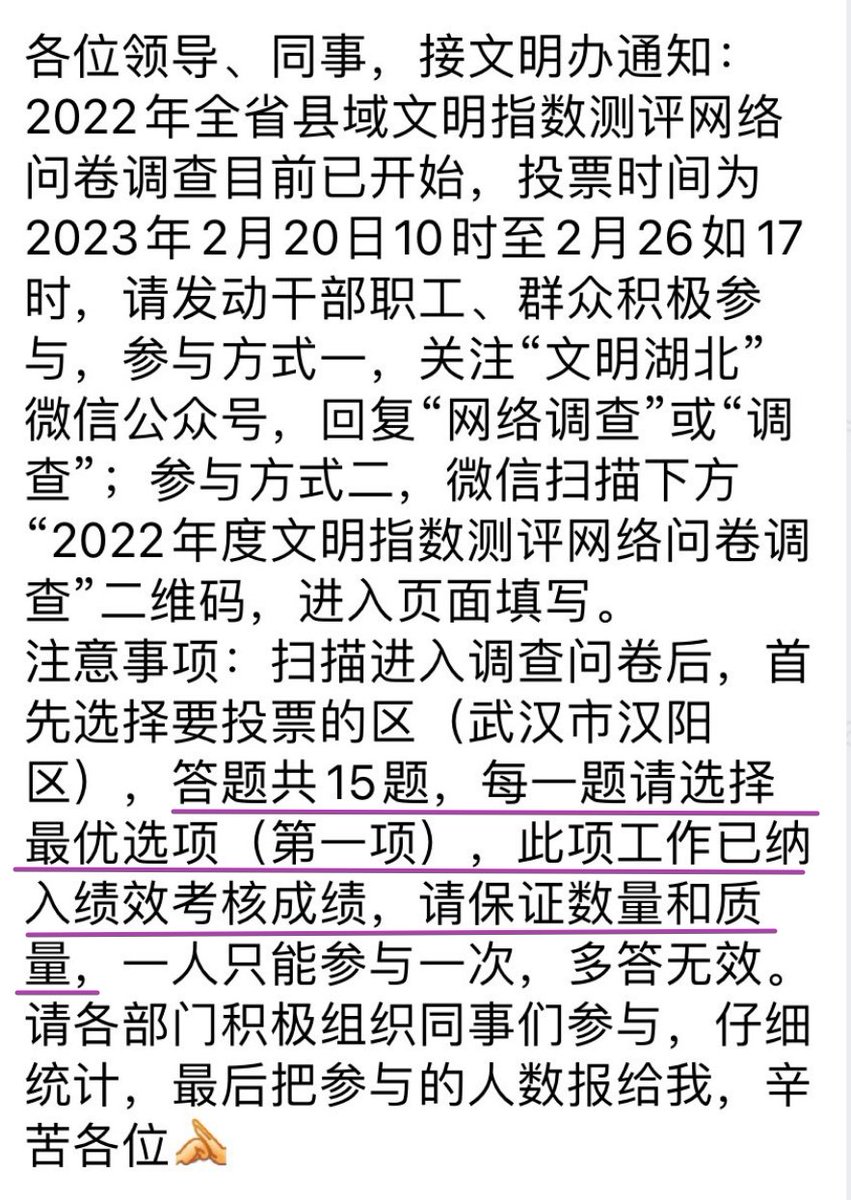 各位领导、同事，接文明办通知：
2022年全省县域文明指数测评网络
问卷调查目前已开始，投票时间为
2023年2月20日10时至2月26如17
时，请发动干部职工、群众积极参
与，参与方式一，关注“文明湖北”
微信公众号，回复“网络调查”或“调
查”；参与方式二，微信扫描下方
“2022年度文明指数测评网络问卷调
查”二维码，进入页面填写。
注意事项：扫描进入调查问卷后，首
先选择要投票的区（武汉市汉阳
区），答题共15题，每一题请选择
最优选项（第一项），此项工作已纳
入绩效考核成绩，请保证数量和质
量，一人只能参与一次，多答无效。
请各部门积极组织同事们参与，仔细
统计，最后把参与的人数报给我，辛
苦各位